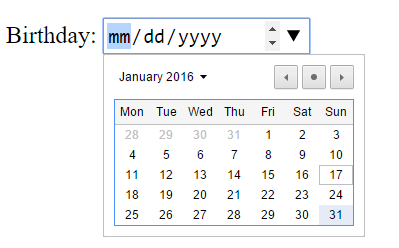 Birthday: mm/dd/yyyy
January 2016
Mon Tue Wed Thu Fri Sat Sun
28 29 30 31 1 2 3
4 5 6 7 8 9 10
11 12 13 14 15 16 17
18 19 20 21 22 23 24
25 26 27 28 29 30 31